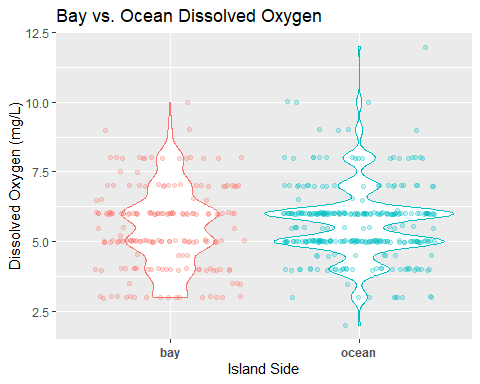 Bay vs. Ocean Dissolved Oxygen
Dissolved Oxygen (mg/L)
12.5
10.0
7.5
5.0
2.5
bay ocean
Island Side